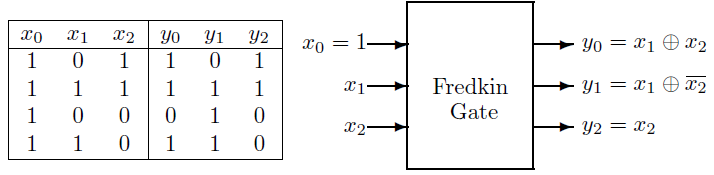 x₀ x₁ x₂ y₀ y₁ y₂
1 0 1 1 0 1
1 1 1 1 1 1
1 0 0 0 1 0
1 1 0 1 1 0
x₀ = 1
x₁
x₂
Fredkin
Gate
y₀ = x₁ ⊕ x₂
y₁ = x₁ ⊕ x̅₂
y₂ = x₂